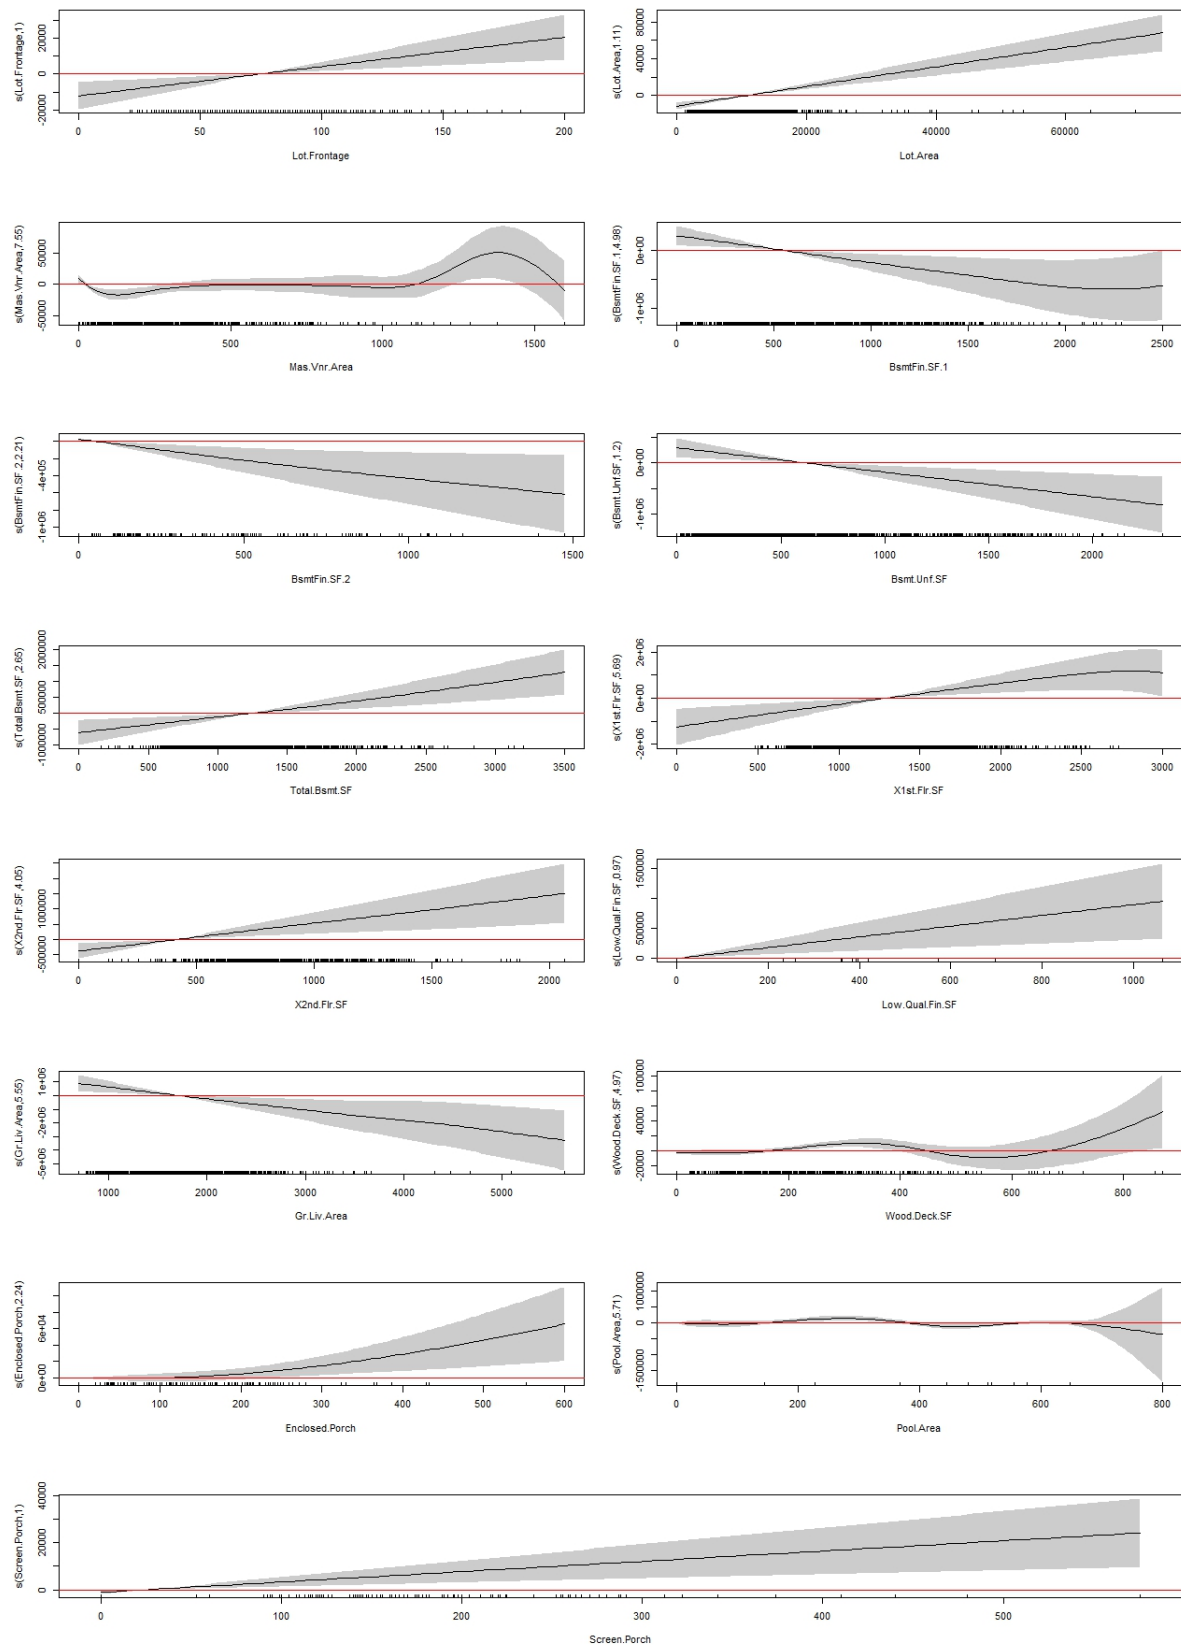 s(Lot.Frontage,1)
-20000 0 20000
0 50 100 150 200
Lot.Frontage
s(Lot.Area,1.11)
0 40000 80000
0 20000 40000 60000
Lot.Area
s(Mas.Vnr.Area,7.55)
-50000 0 50000
0 500 1000 1500
Mas.Vnr.Area
s(BsmtFin.SF.1,4.98)
-1e+06 0e+00
0 500 1000 1500 2000 2500
BsmtFin.SF.1
s(BsmtFin.SF.2,2.21)
-1e+06 -4e+05
0 500 1000 1500
BsmtFin.SF.2
s(Bsmt.Unf.SF,1.2)
-1e+06 0e+00
0 500 1000 1500 2000
Bsmt.Unf.SF
s(Total.Bsmt.SF,2.65)
-1000000 500000 2000000
0 500 1000 1500 2000 2500 3000 3500
Total.Bsmt.SF
s(X1st.Flr.SF,5.69)
-2e+06 0e+00 2e+06
0 500 1000 1500 2000 2500 3000
X1st.Flr.SF
s(X2nd.Flr.SF,4.05)
-500000 1000000
0 500 1000 1500 2000
X2nd.Flr.SF
s(Low.Qual.Fin.SF,0.97)
0 500000 1500000
0 200 400 600 800 1000
Low.Qual.Fin.SF
s(Gr.Liv.Area,5.55)
-5e+06 -2e+06 1e+06
1000 2000 3000 4000 5000
Gr.Liv.Area
s(Wood.Deck.SF,4.97)
-20000 40000 100000
0 200 400 600 800
Wood.Deck.SF
s(Enclosed.Porch,2.24)
0e+00 6e+04
0 100 200 300 400 500 600
Enclosed.Porch
s(Pool.Area,5.71)
-1500000 0 1000000
0 200 400 600 800
Pool.Area
s(Screen.Porch,1)
0 20000 40000
0 100 200 300 400 500
Screen.Porch